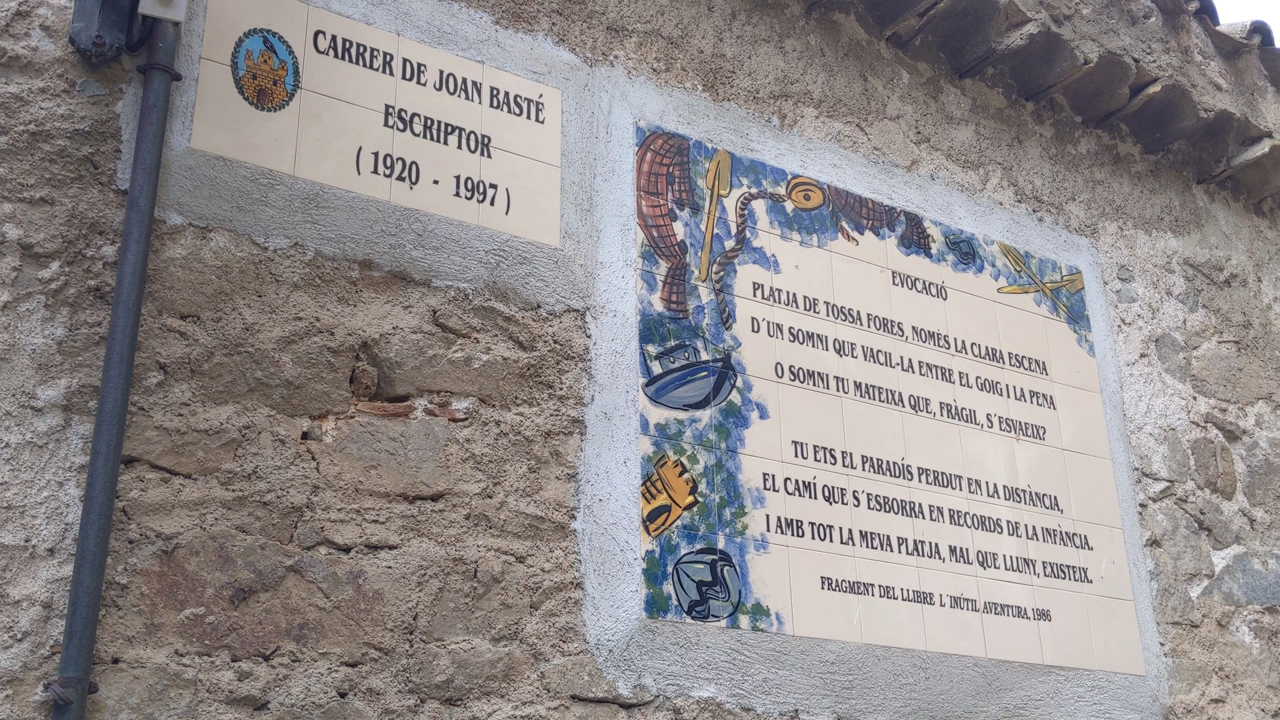 CARRER DE JOAN BASTÉ
ESCRIPTOR
(1920 - 1997)
EVOCACIÓ
PLATJA DE TOSSA FORES, NOMÈS LA CLARA ESCENA
D´UN SOMNI QUE VACIL-LA ENTRE EL GOIG I LA PENA
O SOMNI TU MATEIXA QUE, FRÀGIL, S´ESVAEIX?
TU ETS EL PARADÍS PERDUT EN LA DISTÀNCIA,
EL CAMÍ QUE S´ESBORRA EN RECORDS DE LA INFÀNCIA.
I AMB TOT LA MEVA PLATJA, MAL QUE LLUNY, EXISTEIX.
FRAGMENT DEL LLIBRE L´INÚTIL AVENTURA, 1986